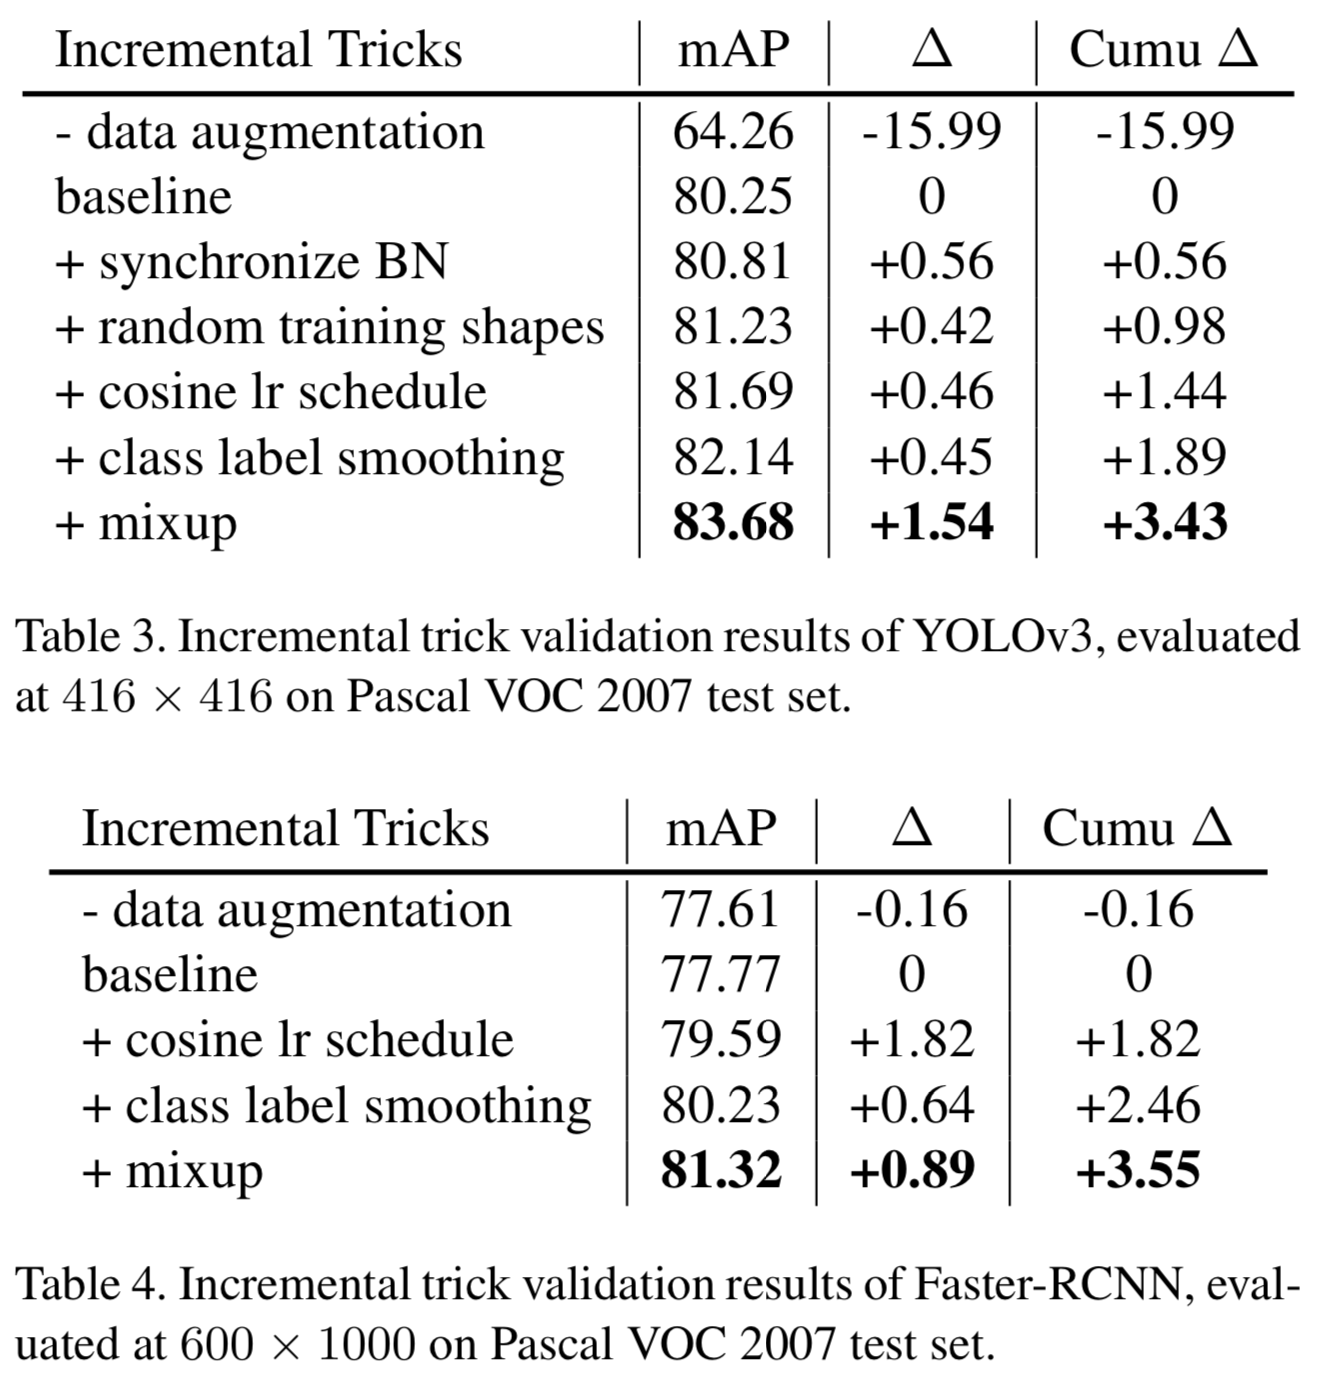 Incremental Tricks mAP Δ Cumu Δ
- data augmentation 64.26 -15.99 -15.99
baseline 80.25 0 0
+ synchronize BN 80.81 +0.56 +0.56
+ random training shapes 81.23 +0.42 +0.98
+ cosine lr schedule 81.69 +0.46 +1.44
+ class label smoothing 82.14 +0.45 +1.89
+ mixup 83.68 +1.54 +3.43
Table 3. Incremental trick validation results of YOLOv3, evaluated
at 416 × 416 on Pascal VOC 2007 test set.
Incremental Tricks mAP Δ Cumu Δ
- data augmentation 77.61 -0.16 -0.16
baseline 77.77 0 0
+ cosine lr schedule 79.59 +1.82 +1.82
+ class label smoothing 80.23 +0.64 +2.46
+ mixup 81.32 +0.89 +3.55
Table 4. Incremental trick validation results of Faster-RCNN, eval-
uated at 600 × 1000 on Pascal VOC 2007 test set.